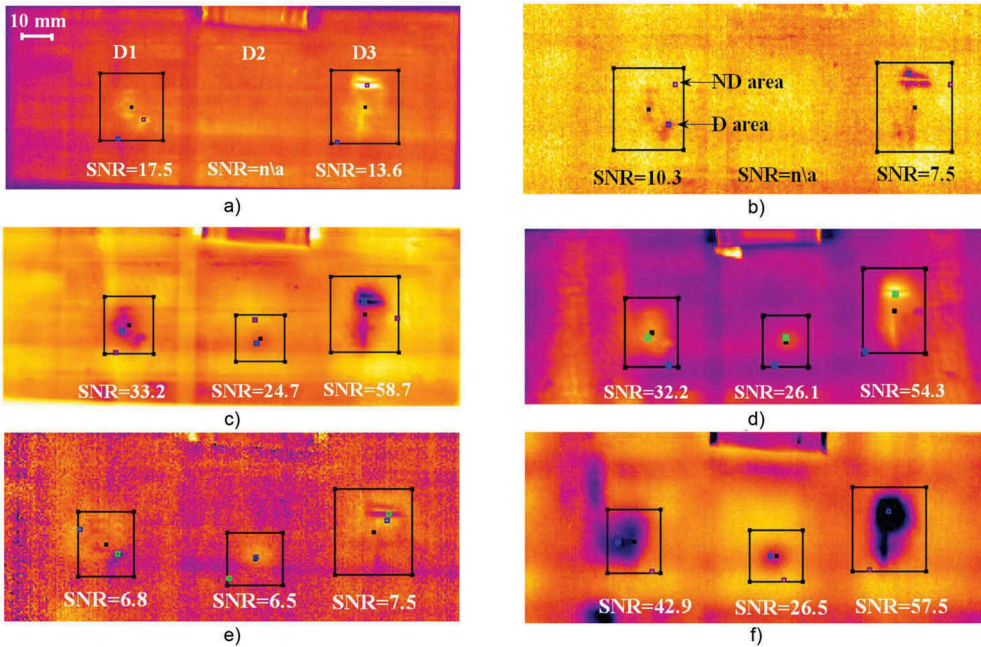 10 mm
D1 D2 D3
SNR=17.5 SNR=n\a SNR=13.6
a)
ND area
D area
SNR=10.3 SNR=n\a SNR=7.5
b)
SNR=33.2 SNR=24.7 SNR=58.7
c)
SNR=32.2 SNR=26.1 SNR=54.3
d)
SNR=6.8 SNR=6.5 SNR=7.5
e)
SNR=42.9 SNR=26.5 SNR=57.5
f)